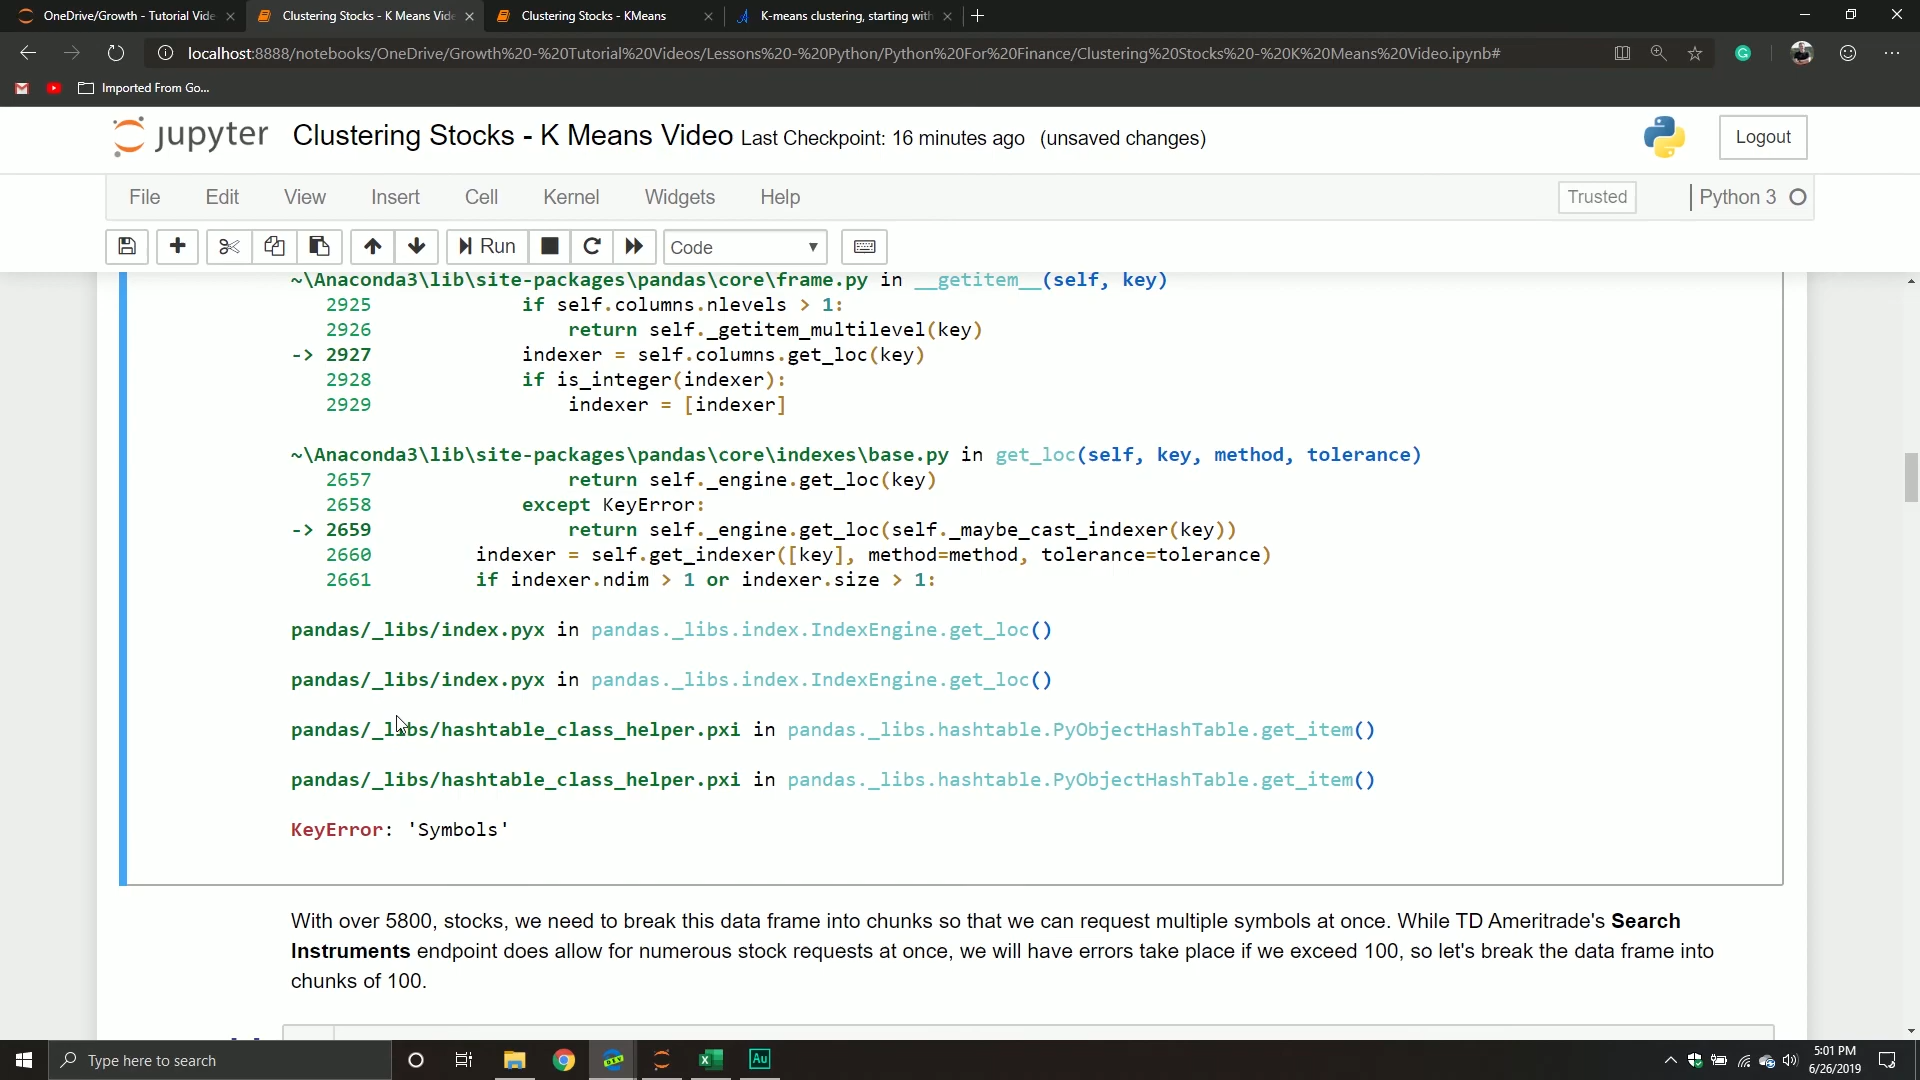 OneDrive/Growth - Tutorial Vide
Clustering Stocks - K Means Vide
Clustering Stocks - KMeans
K-means clustering, starting with
localhost:8888/notebooks/OneDrive/Growth%20-%20Tutorial%20Videos/Lessons%20-%20Python/Python%20For%20Finance/Clustering%20Stocks%20-%20K%20Means%20Video.ipynb#
Imported From Go...
jupyter Clustering Stocks - K Means Video Last Checkpoint: 16 minutes ago (unsaved changes)
Logout
File Edit View Insert Cell Kernel Widgets Help
Trusted
Python 3
Run
Code
~\Anaconda3\lib\site-packages\pandas\core\frame.py in __getitem__(self, key)
2925 if self.columns.nlevels > 1:
2926 return self._getitem_multilevel(key)
-> 2927 indexer = self.columns.get_loc(key)
2928 if is_integer(indexer):
2929 indexer = [indexer]
~\Anaconda3\lib\site-packages\pandas\core\indexes\base.py in get_loc(self, key, method, tolerance)
2657 return self._engine.get_loc(key)
2658 except KeyError:
-> 2659 return self._engine.get_loc(self._maybe_cast_indexer(key))
2660 indexer = self.get_indexer([key], method=method, tolerance=tolerance)
2661 if indexer.ndim > 1 or indexer.size > 1:
pandas/_libs/index.pyx in pandas._libs.index.IndexEngine.get_loc()
pandas/_libs/index.pyx in pandas._libs.index.IndexEngine.get_loc()
pandas/_libs/hashtable_class_helper.pxi in pandas._libs.hashtable.PyObjectHashTable.get_item()
pandas/_libs/hashtable_class_helper.pxi in pandas._libs.hashtable.PyObjectHashTable.get_item()
KeyError: 'Symbols'
With over 5800, stocks, we need to break this data frame into chunks so that we can request multiple symbols at once. While TD Ameritrade's Search
Instruments endpoint does allow for numerous stock requests at once, we will have errors take place if we exceed 100, so let's break the data frame into
chunks of 100.
Type here to search
DEV
Au
5:01 PM
6/26/2019